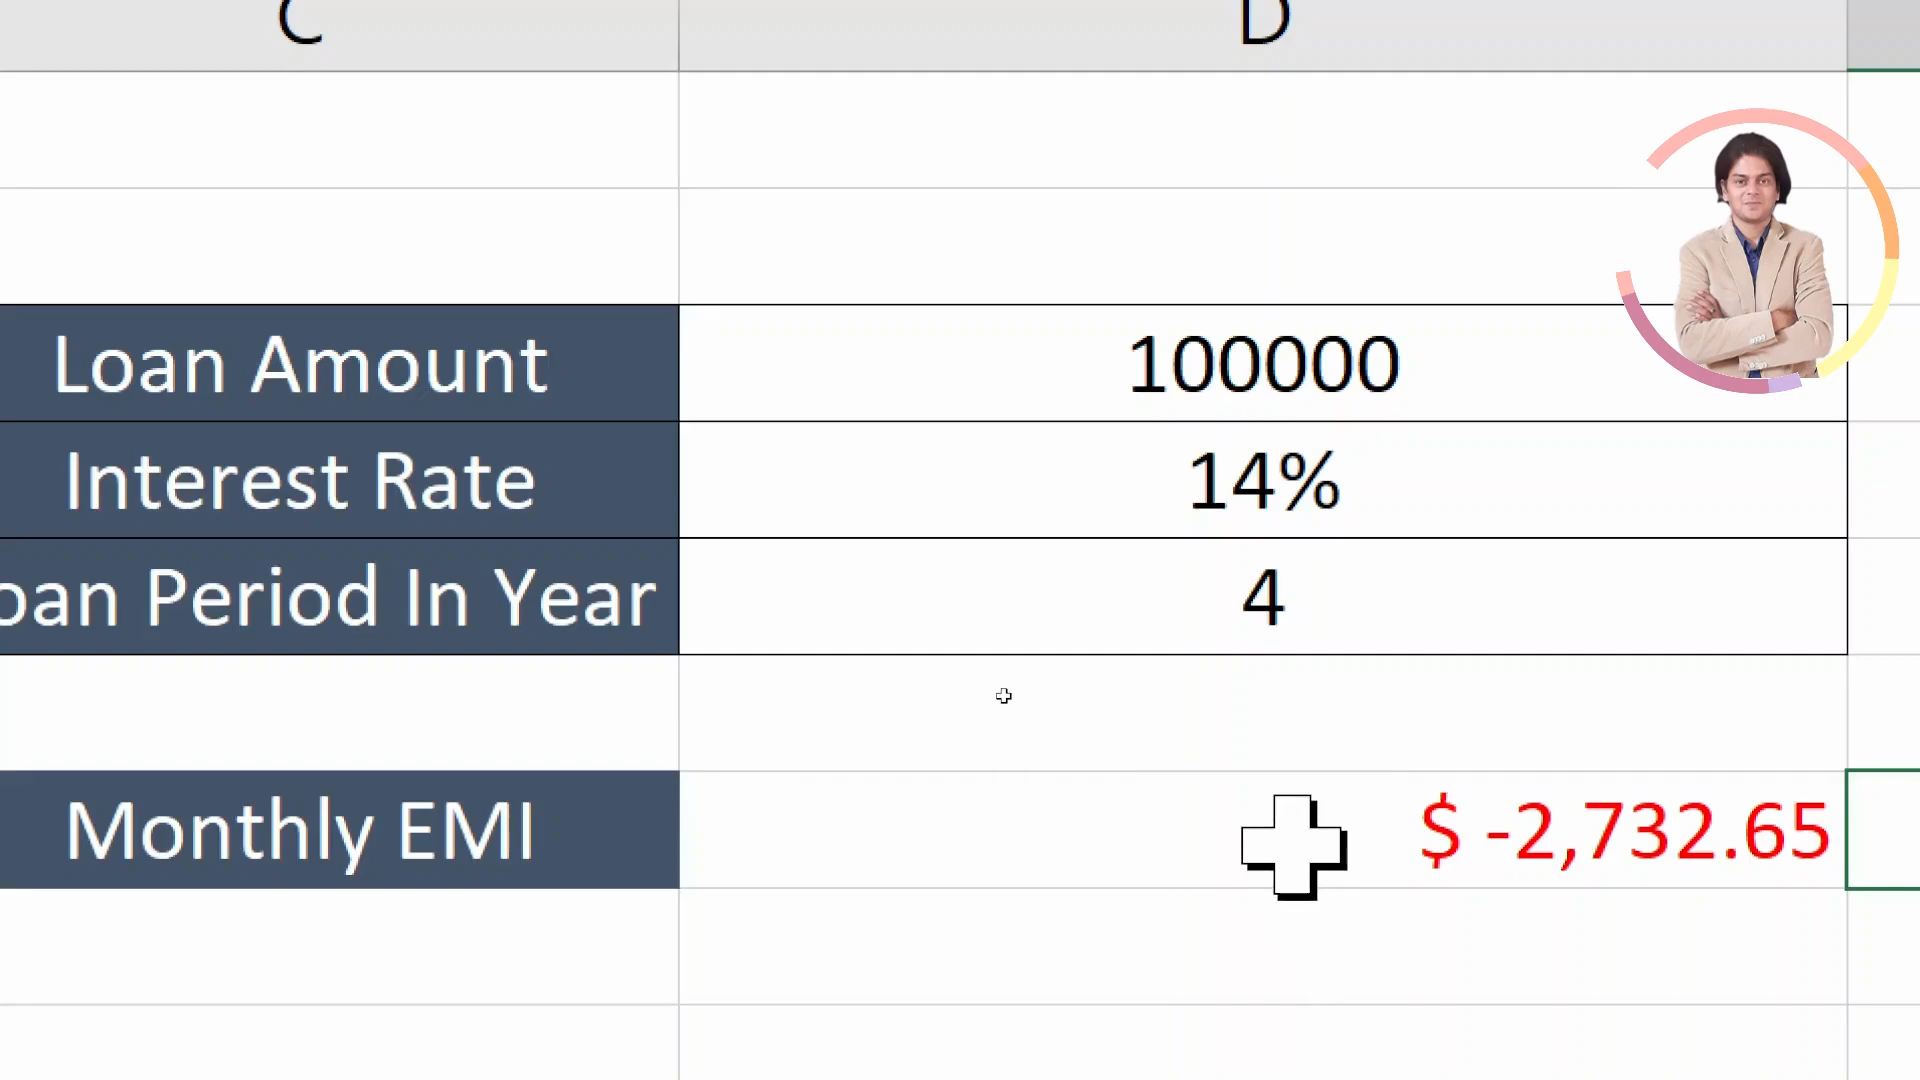 C D
Loan Amount 100000
Interest Rate 14%
oan Period In Year 4
Monthly EMI $ -2,732.65